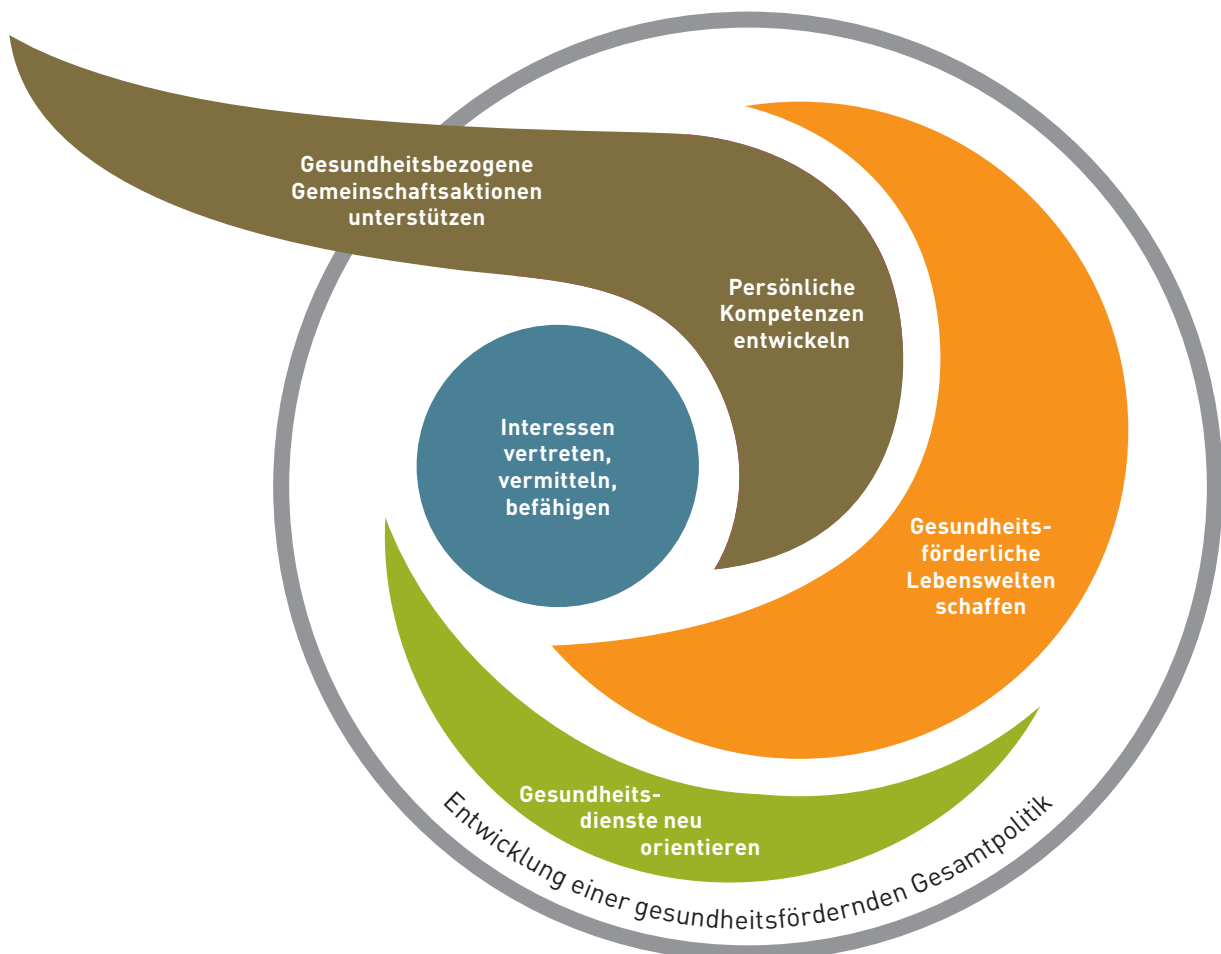 Gesundheitsbezogene
Gemeinschaftsaktionen
unterstützen
Persönliche
Kompetenzen
entwickeln
Interessen
vertreten,
vermitteln,
befähigen
Gesundheits-
förderliche
Lebenswelten
schaffen
Gesundheits-
dienste neu
orientieren
Entwicklung einer gesundheitsfördernden Gesamtpolitik